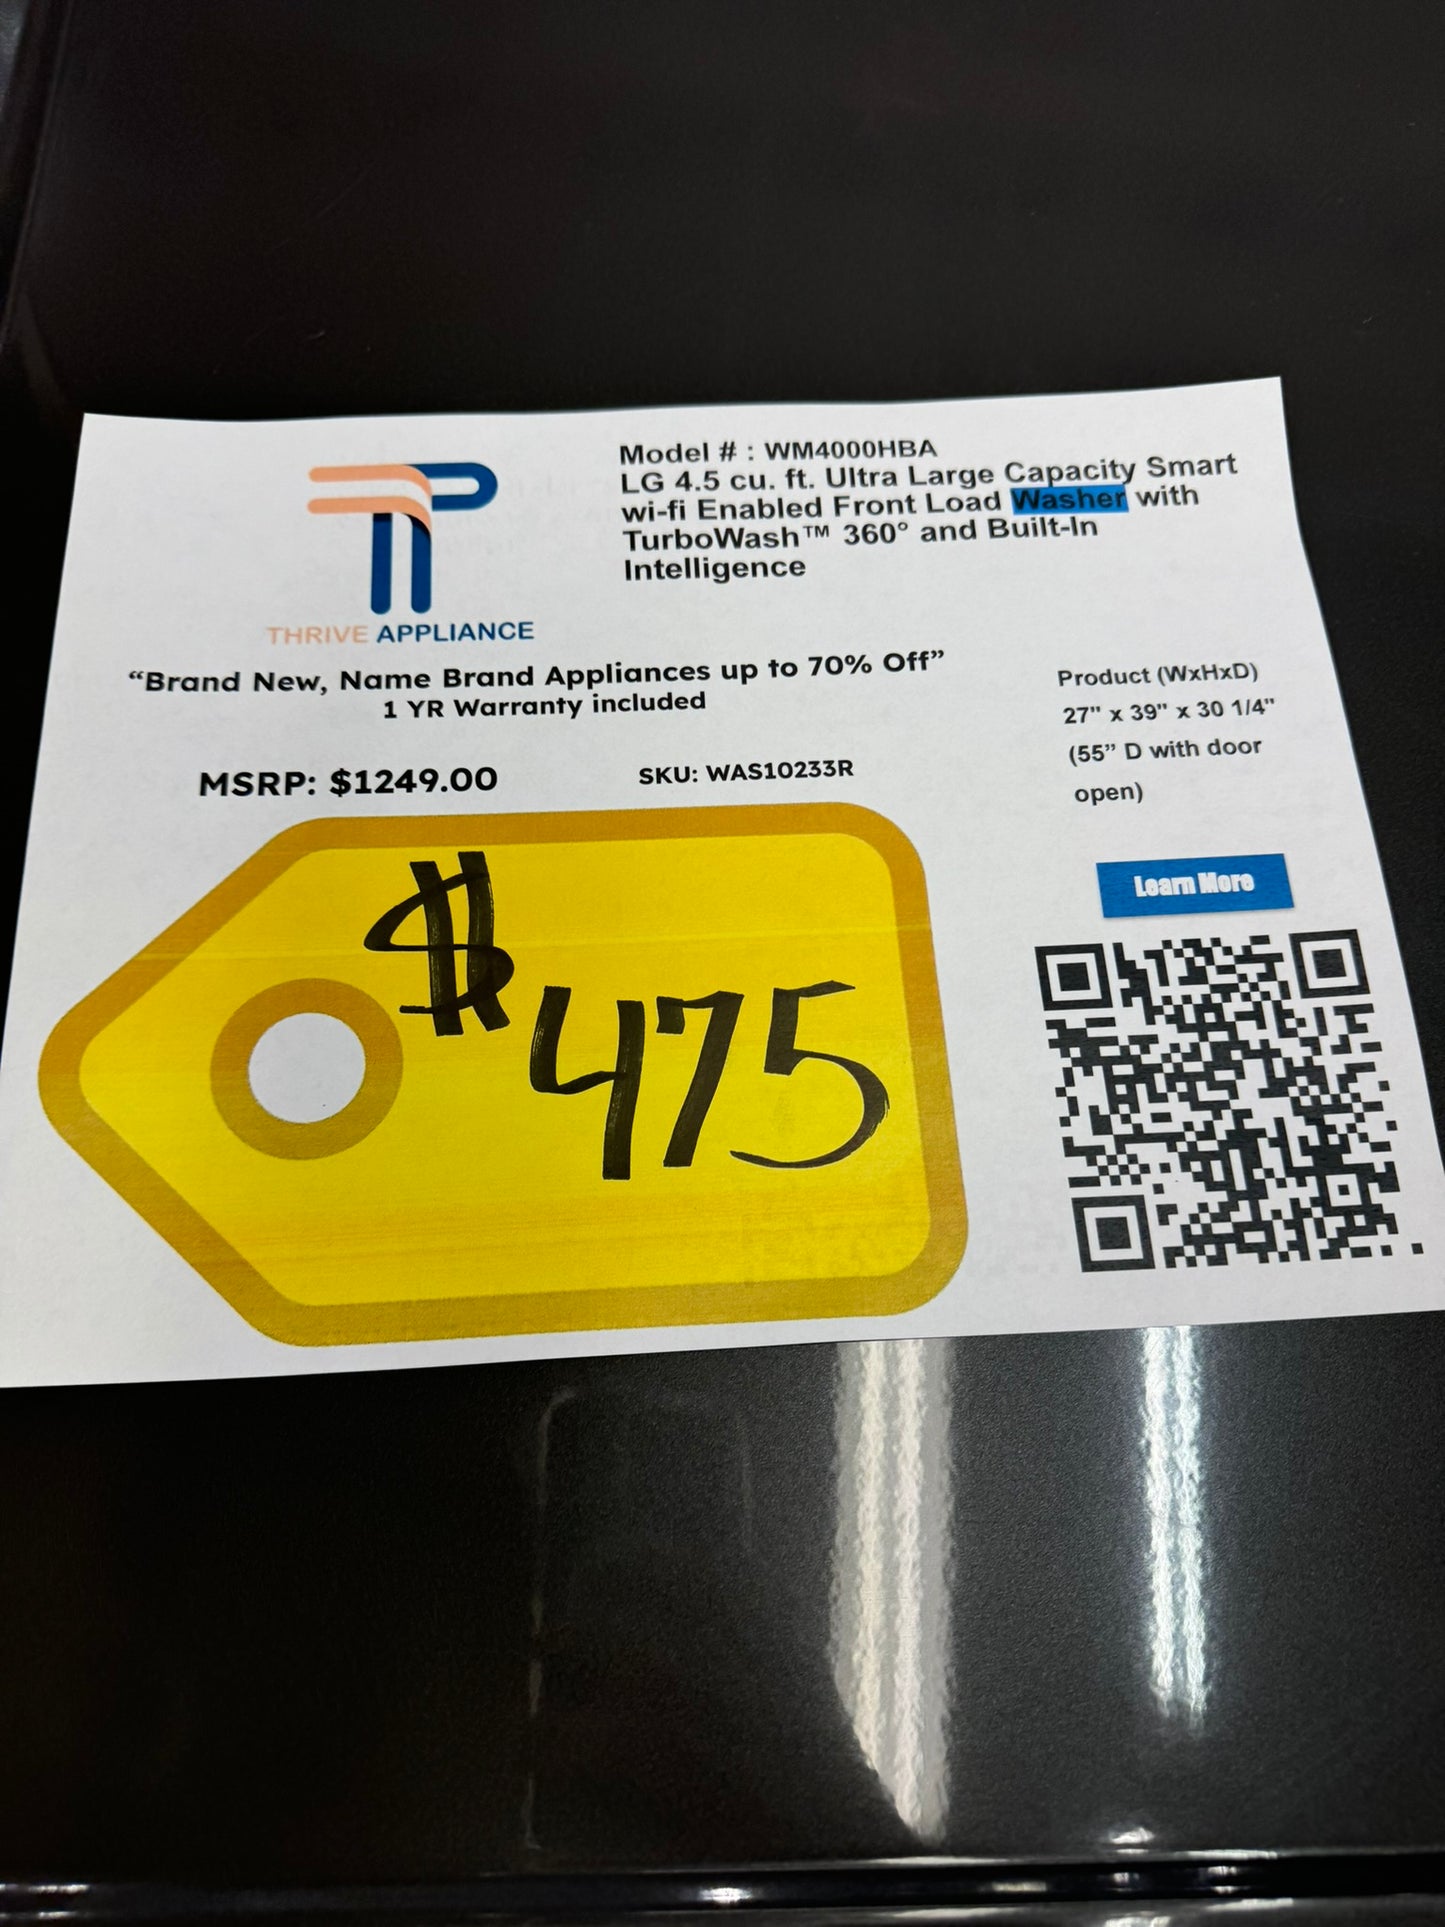 Model # : WM4000HBA
LG 4.5 cu. ft. Ultra Large Capacity Smart
wi-fi Enabled Front Load Washer with
TurboWash™ 360° and Built-In
Intelligence
THRIVE APPLIANCE
“Brand New, Name Brand Appliances up to 70% Off”
1 YR Warranty included
Product (WxHxD)
27" x 39" x 30 1/4"
(55” D with door
open)
MSRP: $1249.00
SKU: WAS10233R
Learn More
$475